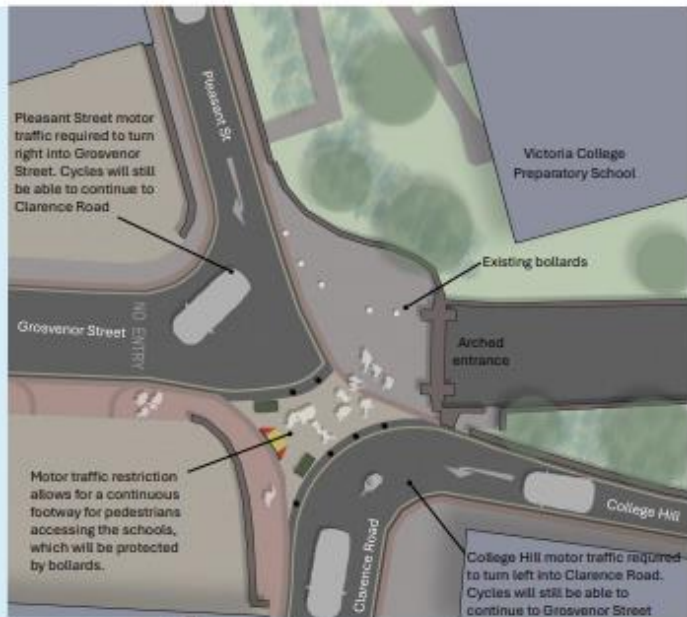 Pleasant St
Pleasant Street motor
traffic required to turn
right into Grosvenor
Street. Cycles will still
be able to continue to
Clarence Road
Victoria College
Preparatory School
Existing bollards
Grosvenor Street
NO ENTRY
Arched
entrance
Motor traffic restriction
allows for a continuous
footway for pedestrians
accessing the schools,
which will be protected
by bollards.
College Hill
Clarence Road
College Hill motor traffic required
to turn left into Clarence Road.
Cycles will still be able to
continue to Grosvenor Street